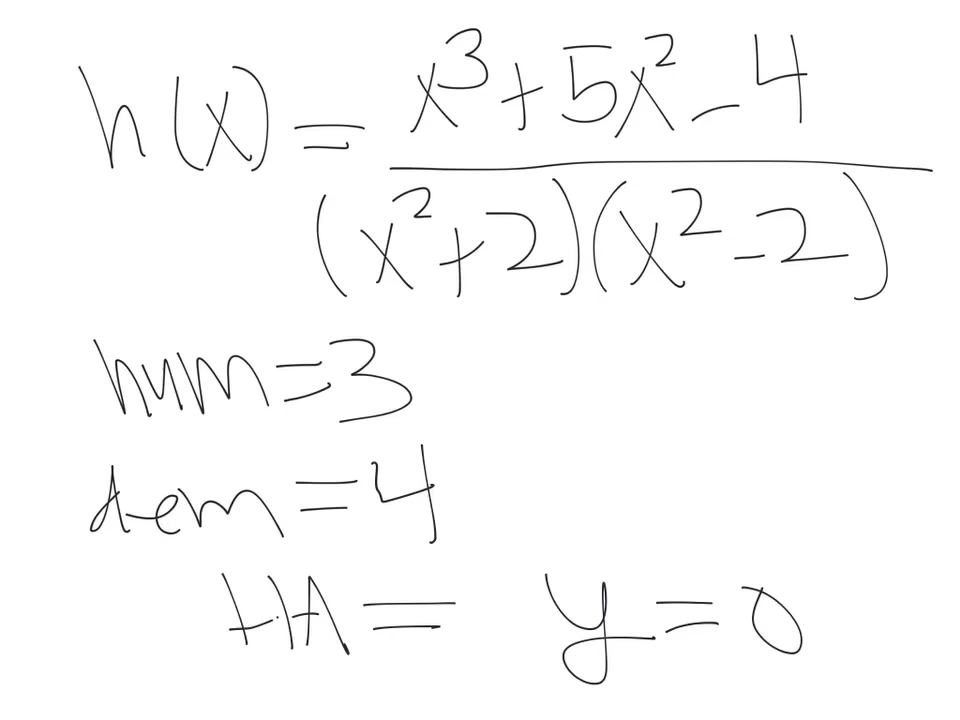 h(x) = x³+5x²-4 / (x²+2)(x²-2)
num=3
dem=4
HA= y=0